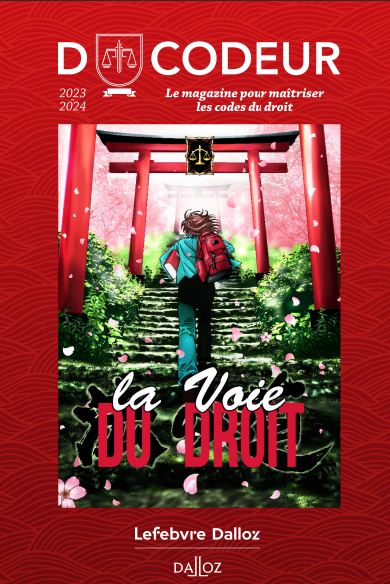 D CODEUR
2023
2024
Le magazine pour maîtriser
les codes du droit
la Voie
DU DROIT
Lefebvre Dalloz
DALLOZ